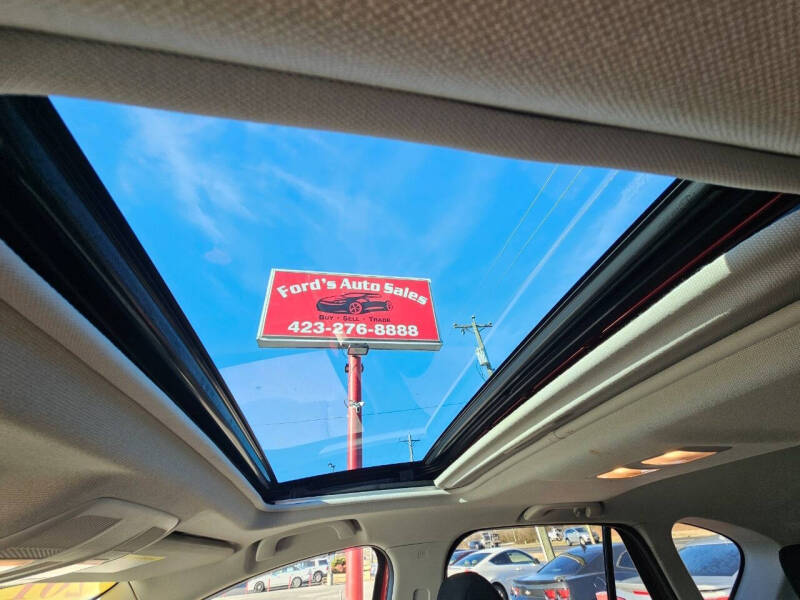 Ford's Auto Sales
Buy · Sell · Trade
423-276-8888